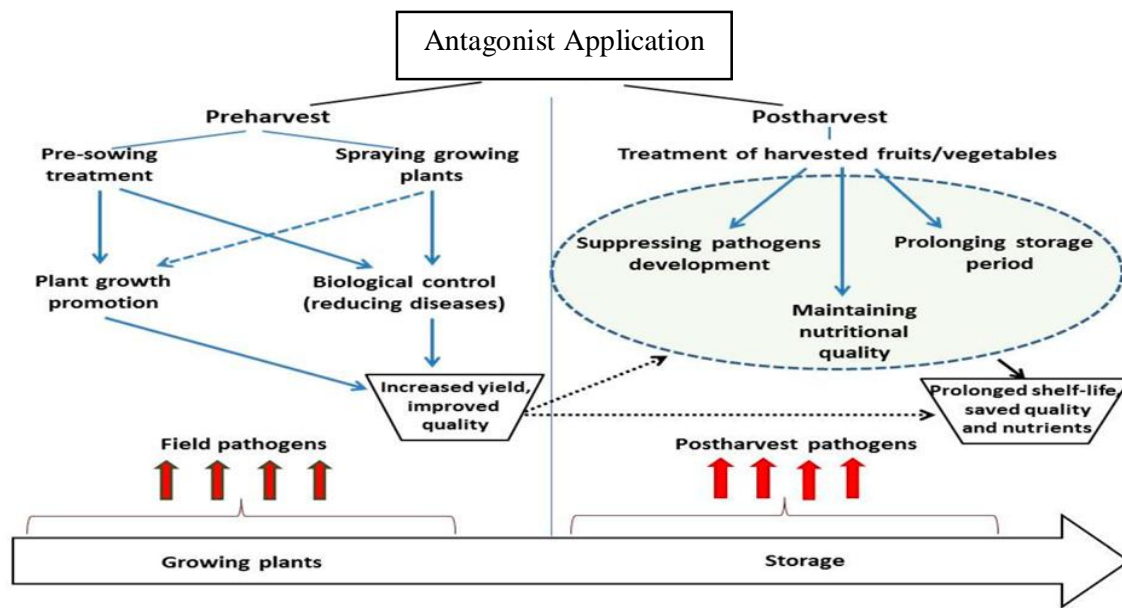 Antagonist Application
Preharvest
Postharvest
Pre-sowing
treatment
Spraying growing
plants
Treatment of harvested fruits/vegetables
Plant growth
promotion
Biological control
(reducing diseases)
Suppressing pathogens
development
Prolonging storage
period
Maintaining
nutritional
quality
Increased yield,
improved
quality
Prolonged shelf-life,
saved quality
and nutrients
Field pathogens
Postharvest pathogens
Growing plants
Storage